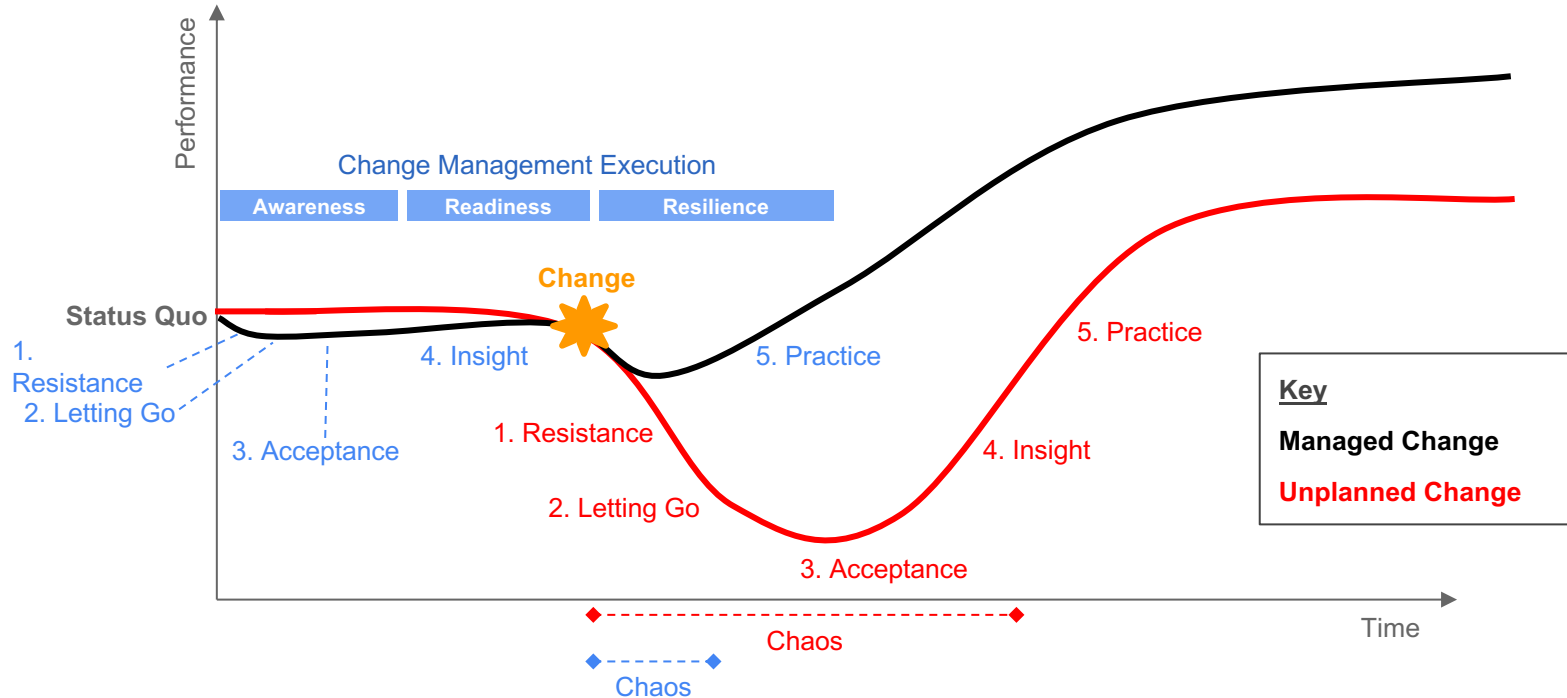 Performance
Change Management Execution
Awareness
Readiness
Resilience
Change
Status Quo
1.
Resistance
2. Letting Go
3. Acceptance
4. Insight
5. Practice
1. Resistance
2. Letting Go
3. Acceptance
4. Insight
5. Practice
Key
Managed Change
Unplanned Change
Time
Chaos
Chaos